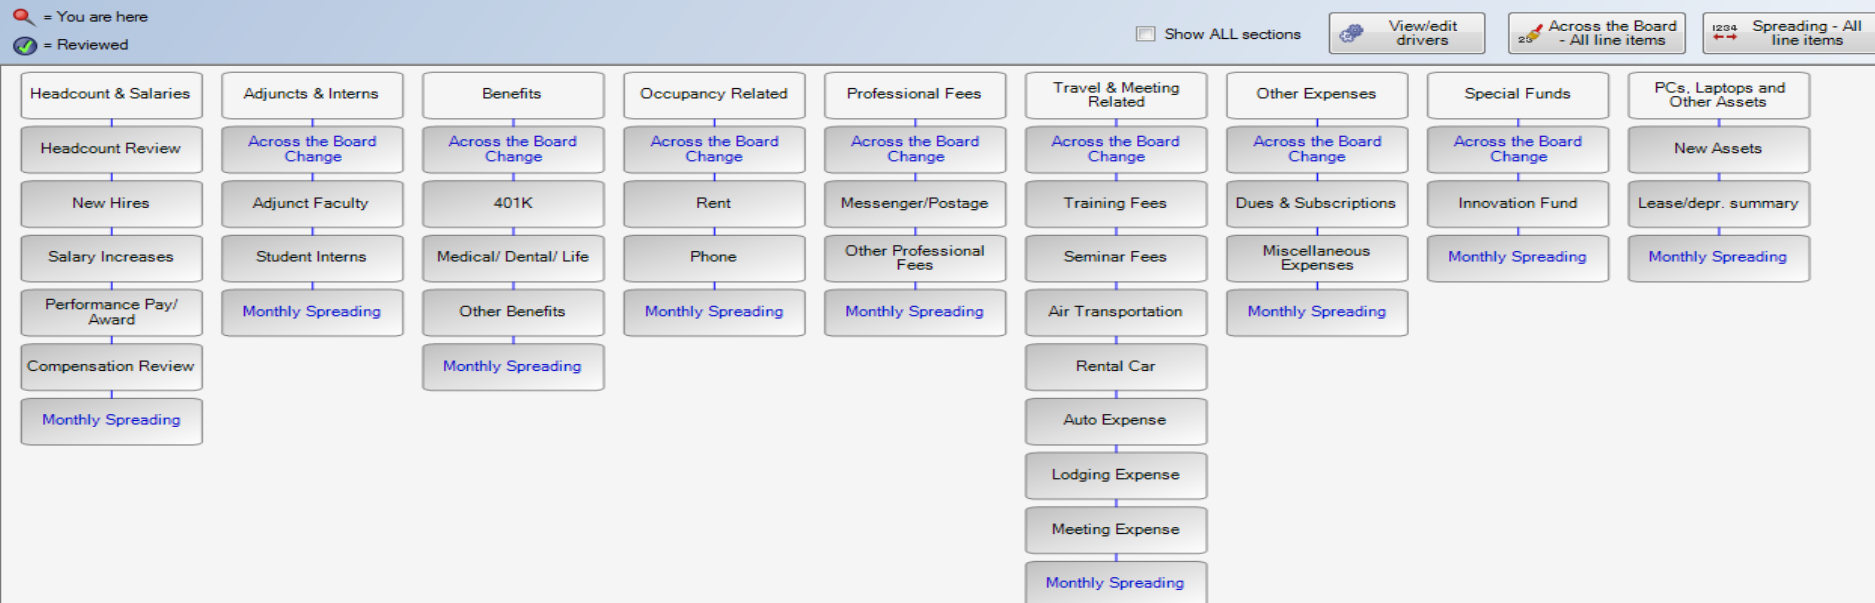 = You are here
= Reviewed
Show ALL sections
View/edit
drivers
25
Across the Board
- All line items
1234
Spreading - All
line items
Headcount & Salaries
Headcount Review
New Hires
Salary Increases
Performance Pay/
Award
Compensation Review
Monthly Spreading
Adjuncts & Interns
Across the Board
Change
Adjunct Faculty
Student Interns
Monthly Spreading
Benefits
Across the Board
Change
401K
Medical/ Dental/ Life
Other Benefits
Monthly Spreading
Occupancy Related
Across the Board
Change
Rent
Phone
Monthly Spreading
Professional Fees
Across the Board
Change
Messenger/Postage
Other Professional
Fees
Monthly Spreading
Travel & Meeting
Related
Across the Board
Change
Training Fees
Seminar Fees
Air Transportation
Rental Car
Auto Expense
Lodging Expense
Meeting Expense
Monthly Spreading
Other Expenses
Across the Board
Change
Dues & Subscriptions
Miscellaneous
Expenses
Monthly Spreading
Special Funds
Across the Board
Change
Innovation Fund
Monthly Spreading
PCs, Laptops and
Other Assets
New Assets
Lease/depr. summary
Monthly Spreading